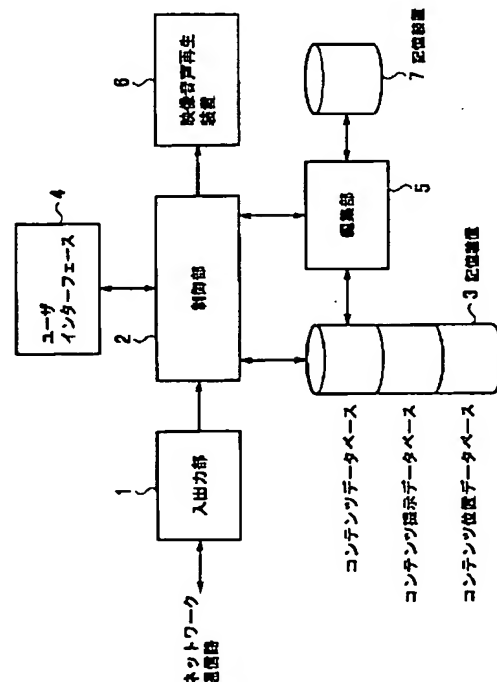 ユーザ
インターフェース
4
映像音声再生
装置
6
制御部
2
入出力部
1
ネットワーク
通信路
編集部
5
記憶装置
7
記憶装置
3
コンテンツデータベース
コンテンツ指示データベース
コンテンツ位置データベース